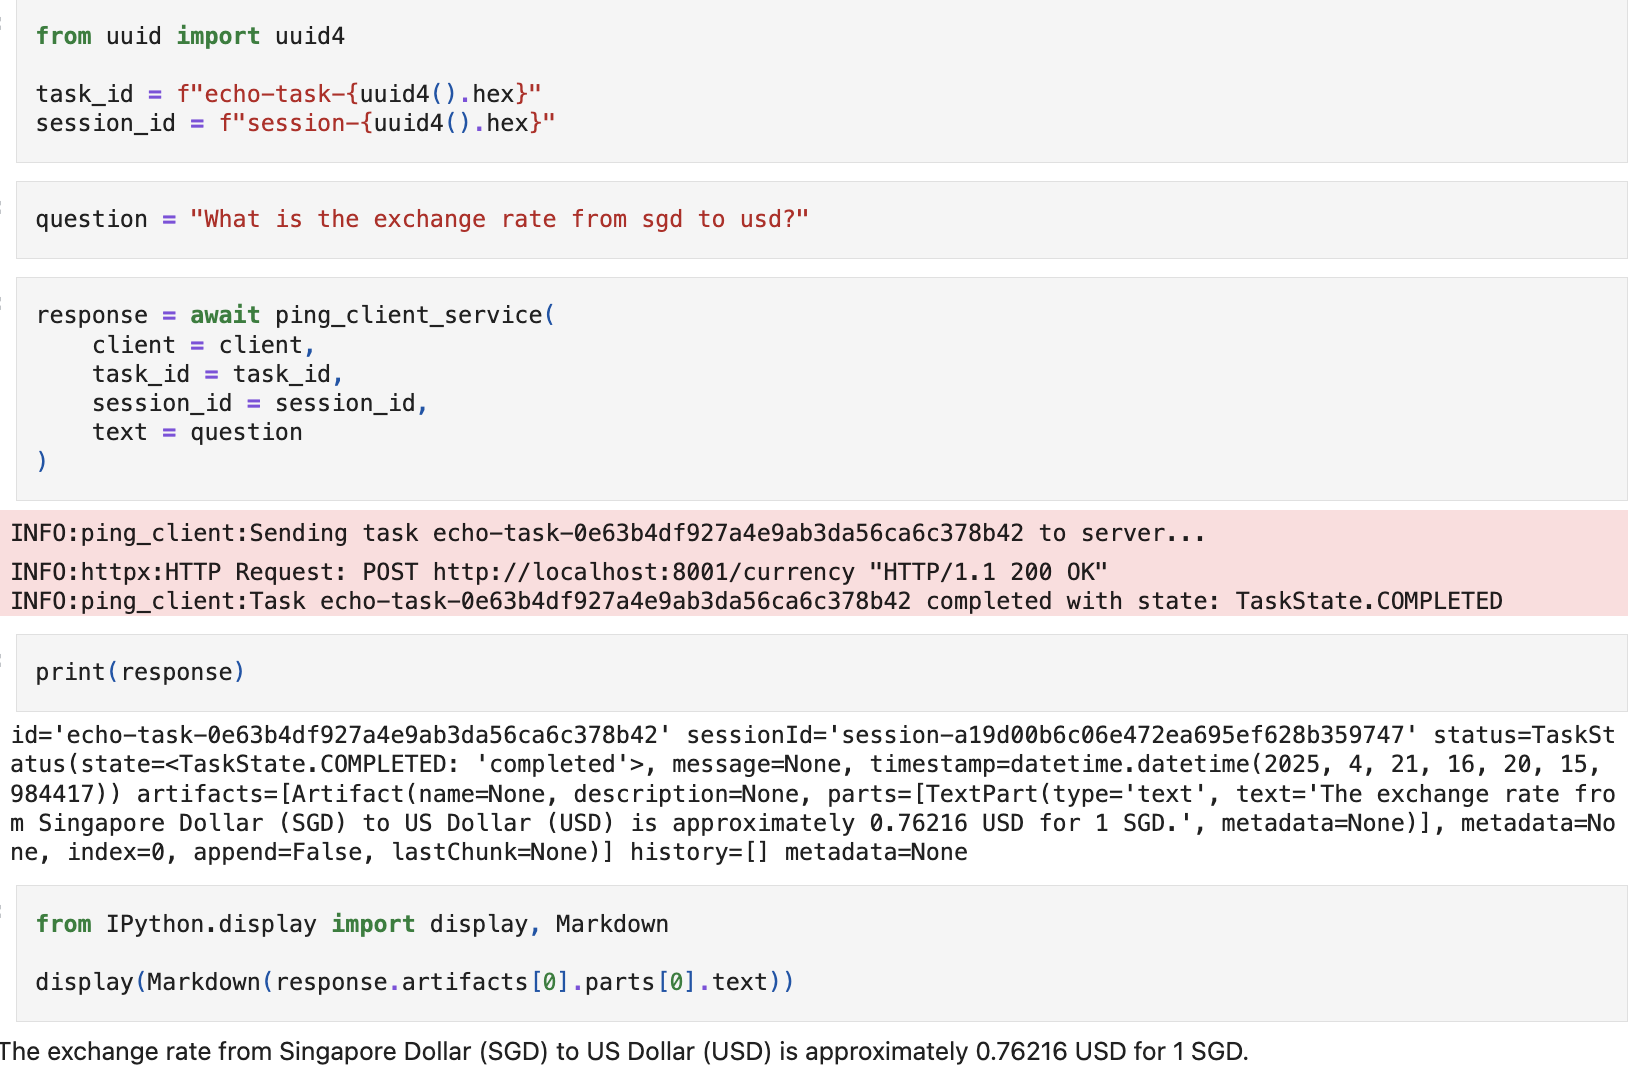 from uuid import uuid4
task_id = f"echo-task-{uuid4().hex}"
session_id = f"session-{uuid4().hex}"
question = "What is the exchange rate from sgd to usd?"
response = await ping_client_service(
    client = client,
    task_id = task_id,
    session_id = session_id,
    text = question
)
INFO:ping_client:Sending task echo-task-0e63b4df927a4e9ab3da56ca6c378b42 to server...
INFO:httpx:HTTP Request: POST http://localhost:8001/currency "HTTP/1.1 200 OK"
INFO:ping_client:Task echo-task-0e63b4df927a4e9ab3da56ca6c378b42 completed with state: TaskState.COMPLETED
print(response)
id='echo-task-0e63b4df927a4e9ab3da56ca6c378b42' sessionId='session-a19d00b6c06e472ea695ef628b359747' status=TaskSt
atus(state=<TaskState.COMPLETED: 'completed'>, message=None, timestamp=datetime.datetime(2025, 4, 21, 16, 20, 15,
984417)) artifacts=[Artifact(name=None, description=None, parts=[TextPart(type='text', text='The exchange rate fro
m Singapore Dollar (SGD) to US Dollar (USD) is approximately 0.76216 USD for 1 SGD.', metadata=None)], metadata=No
ne, index=0, append=False, lastChunk=None)] history=[] metadata=None
from IPython.display import display, Markdown
display(Markdown(response.artifacts[0].parts[0].text))
The exchange rate from Singapore Dollar (SGD) to US Dollar (USD) is approximately 0.76216 USD for 1 SGD.